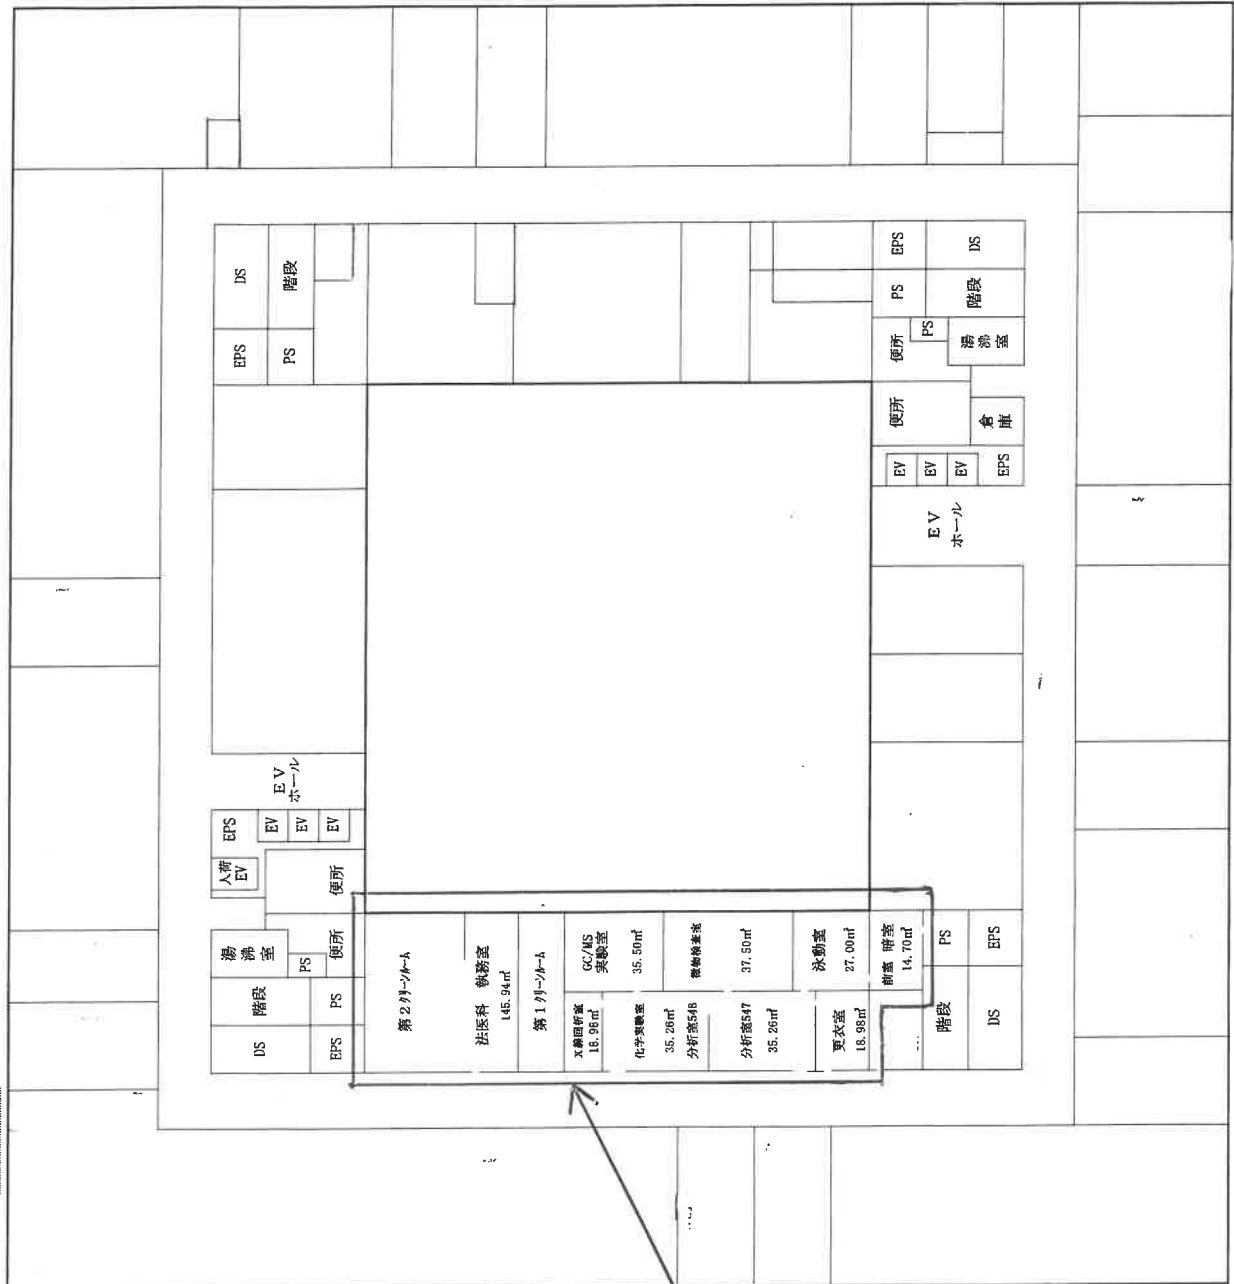 DS
階段
EPS
PS
EV
ホール
EPS
EV
EV
EV
人荷
EV
便所
便所
湯沸
室
PS
階段
PS
DS
EPS
第2クリーンルーム
法医科 執務室
145.94㎡
第1クリーンルーム
X線回析室
18.98㎡
GC/MS
実験室
35.50㎡
化学実験室
35.26㎡
分析室548
微物検査室
37.50㎡
分析室547
35.26㎡
泳動室
27.00㎡
更衣室
18.98㎡
前室 暗室
14.70㎡
PS
EPS
階段
DS
EPS
DS
PS
階段
便所
PS
湯沸
室
便所
倉
庫
EV
EV
EV
EPS
EV
ホール